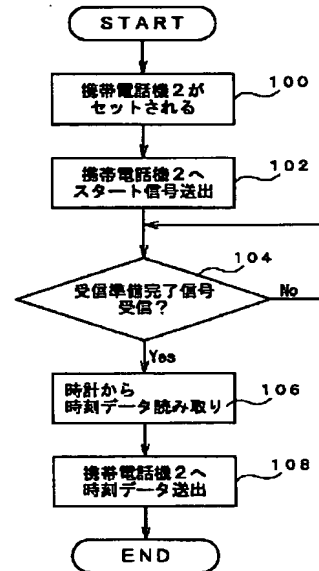 START
携帯電話機2が
セットされる
100
携帯電話機2へ
スタート信号送出
102
受信準備完了信号
受信?
104
No
Yes
時計から
時刻データ読み取り
106
携帯電話機2へ
時刻データ送出
108
END